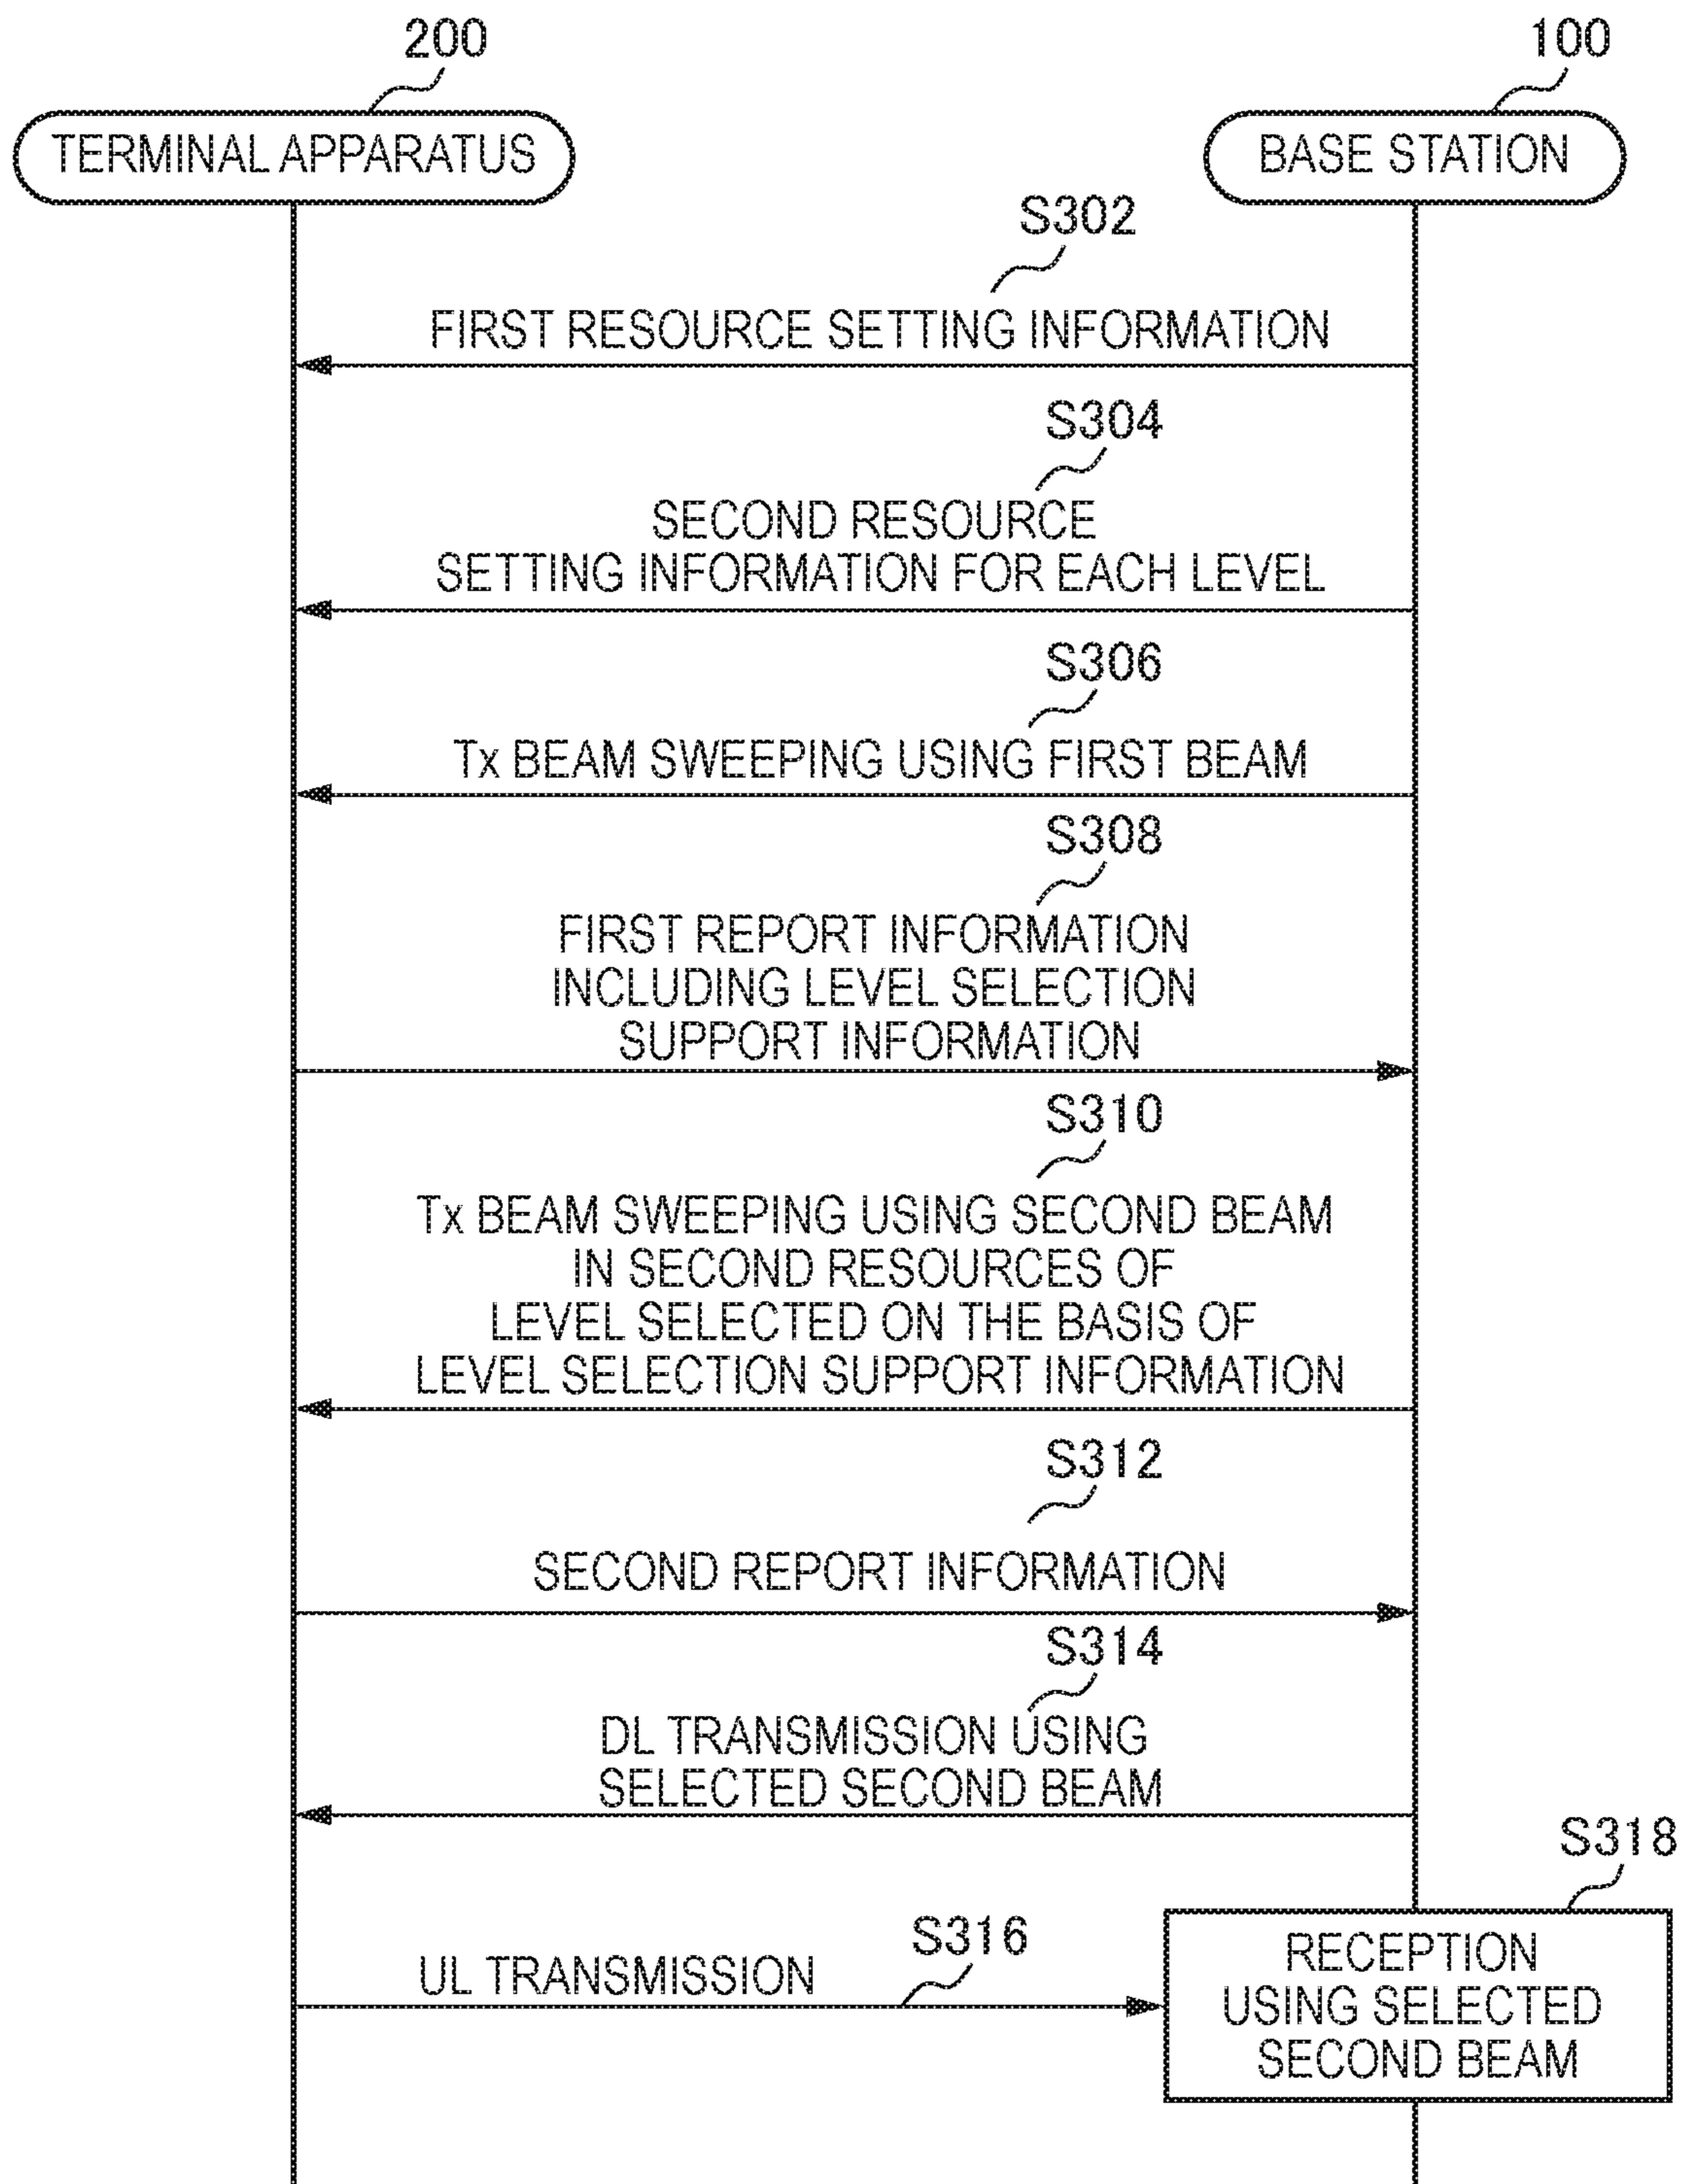 200
100
TERMINAL APPARATUS
BASE STATION
S302
FIRST RESOURCE SETTING INFORMATION
S304
SECOND RESOURCE
SETTING INFORMATION FOR EACH LEVEL
S306
Tx BEAM SWEEPING USING FIRST BEAM
S308
FIRST REPORT INFORMATION
INCLUDING LEVEL SELECTION
SUPPORT INFORMATION
S310
Tx BEAM SWEEPING USING SECOND BEAM
IN SECOND RESOURCES OF
LEVEL SELECTED ON THE BASIS OF
LEVEL SELECTION SUPPORT INFORMATION
S312
SECOND REPORT INFORMATION
S314
DL TRANSMISSION USING
SELECTED SECOND BEAM
S318
S316
UL TRANSMISSION
RECEPTION
USING SELECTED
SECOND BEAM